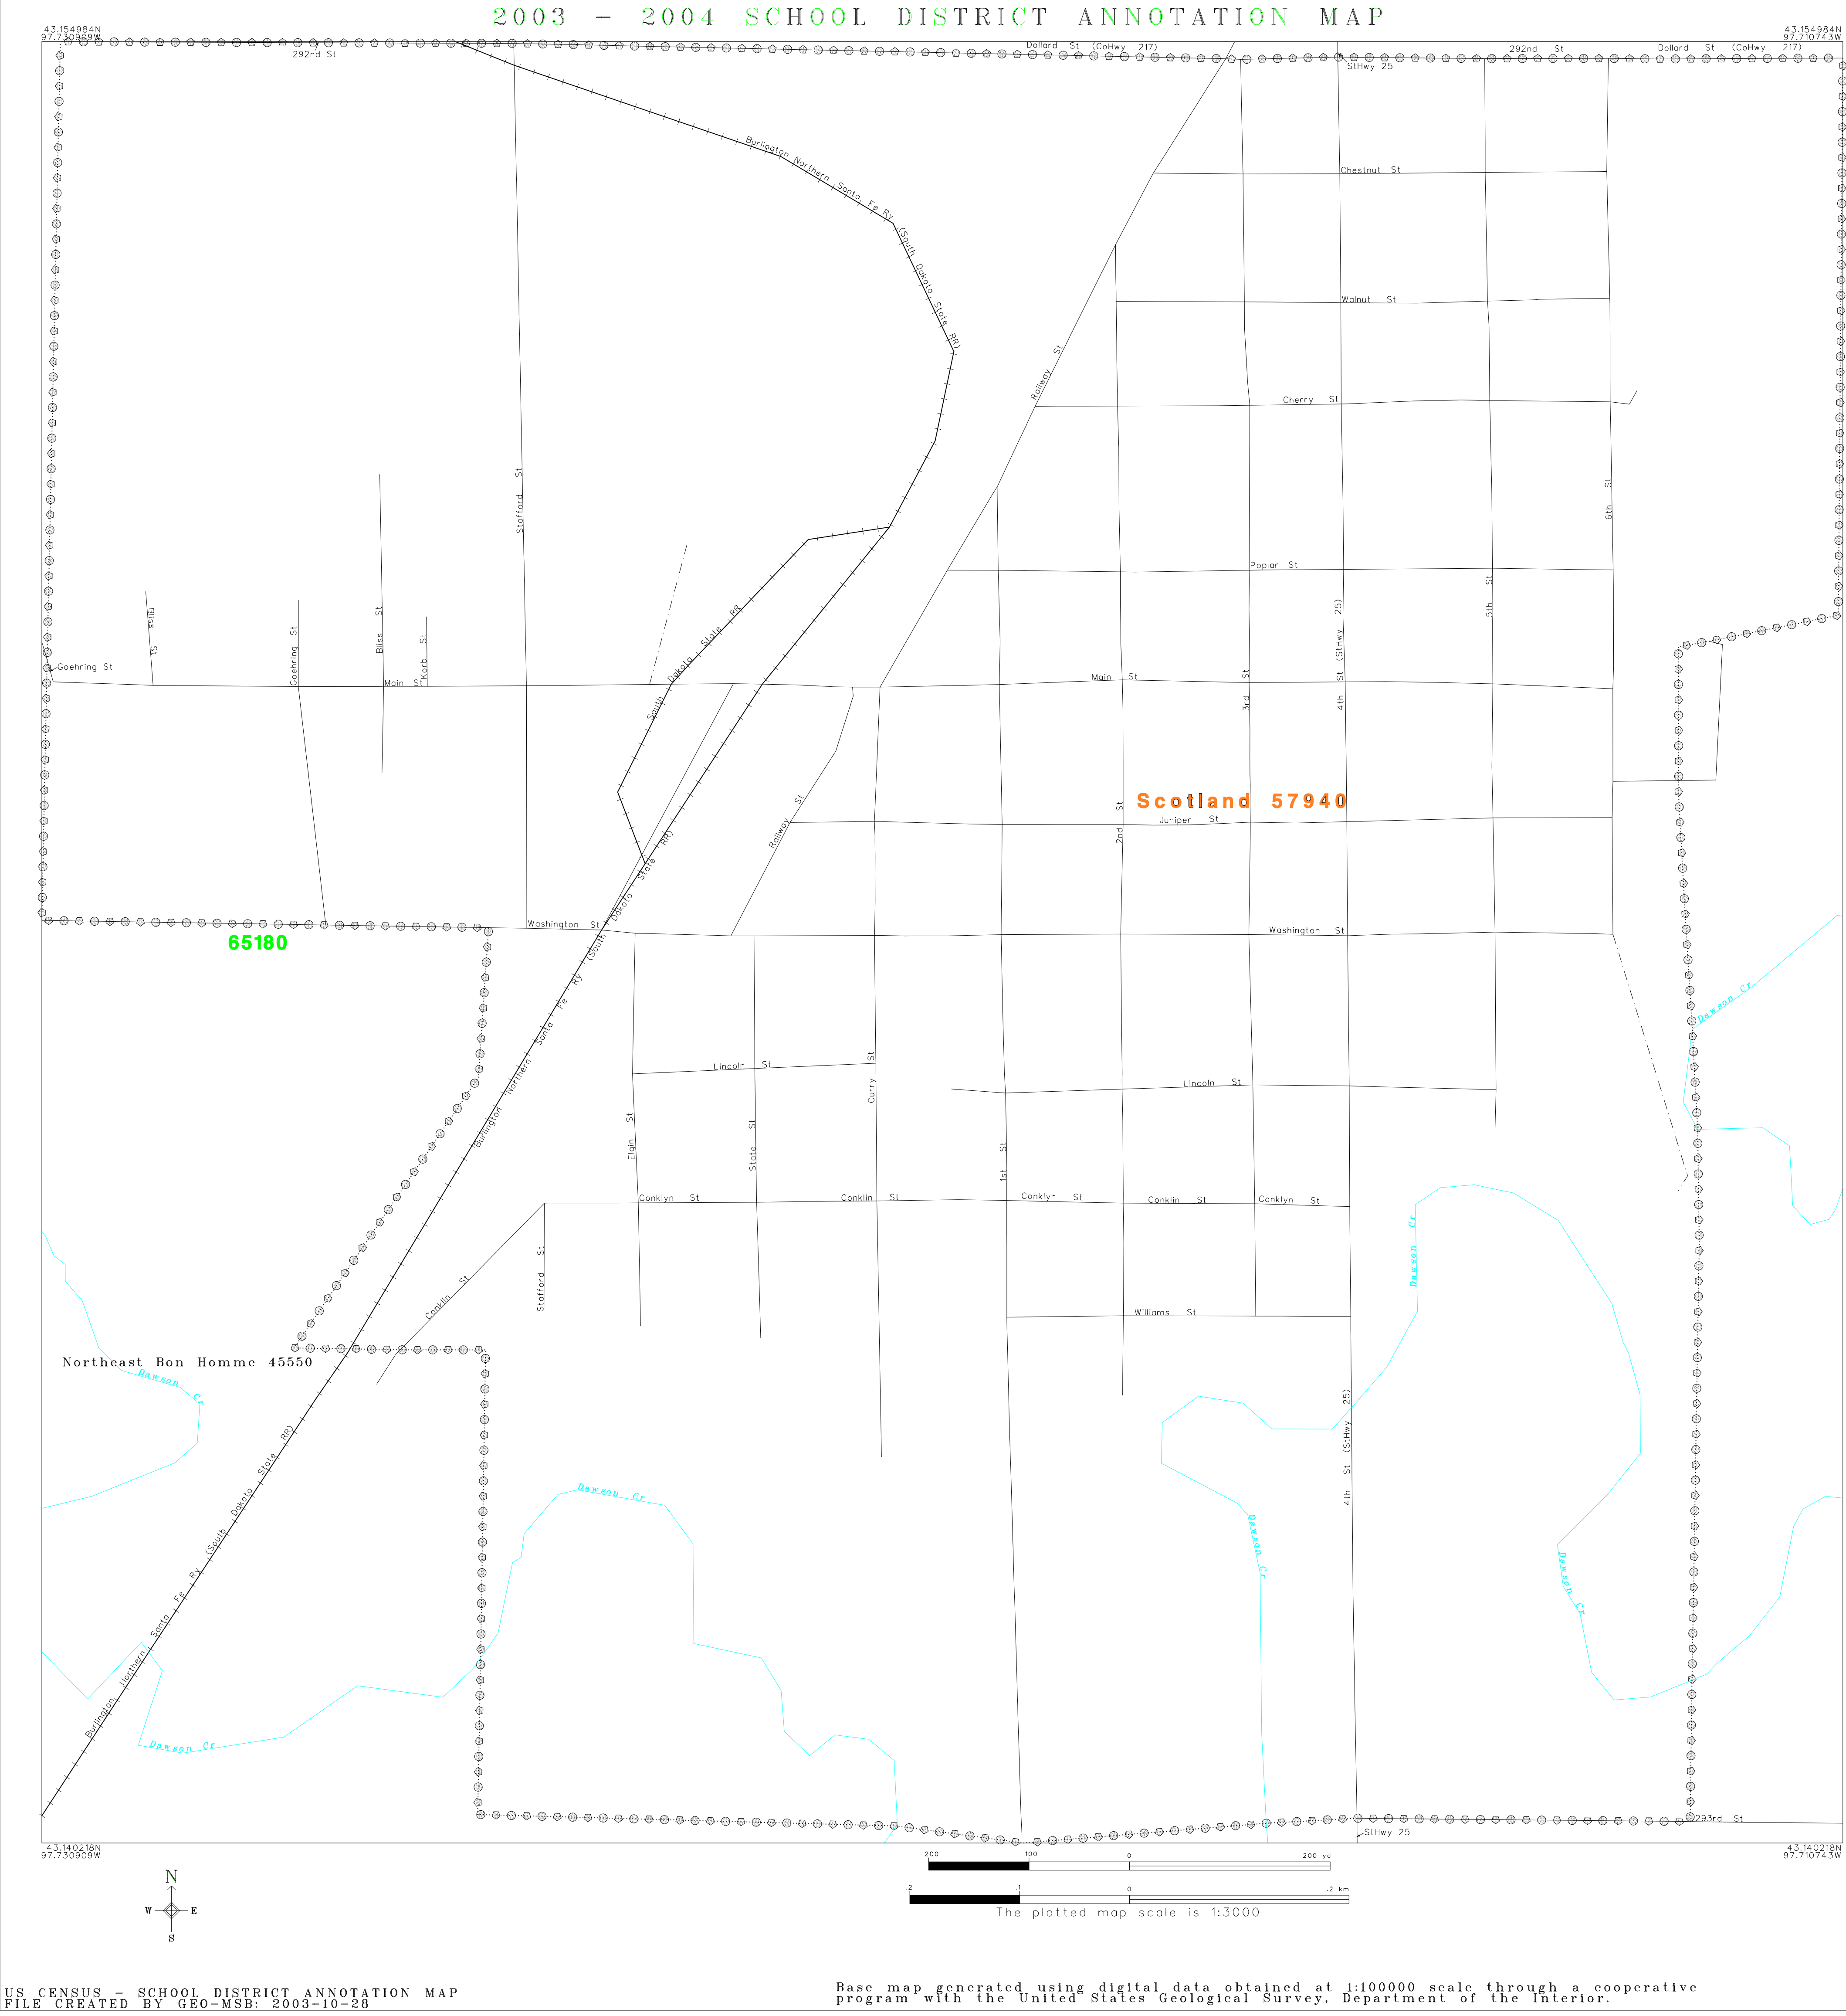 2003 - 2004 SCHOOL DISTRICT ANNOTATION MAP
43.154984N
97.730909W
43.154984N
97.710743W
292nd St
Dollard St (CoHwy 217)
StHwy 25
292nd St
Dollard St (CoHwy 217)
Burlington Northern Santa Fe Ry
(South Dakota State RR)
Chestnut St
Walnut St
Railway St
Cherry St
Stafford St
6th St
Poplar St
5th St
4th St (StHwy 25)
3rd St
Bliss St
Goehring St
Bliss St
Korb St
South Dakota State RR
Goehring St
Main St
Main St
Scotland 57940
Railway St
2nd St
Juniper St
Washington St
Washington St
65180
Burlington Northern Santa Fe Ry (South Dakota State RR)
Dawson Cr
Lincoln St
Curry St
Lincoln St
Elgin St
State St
1st St
Conklyn St
Conklin St
Conklyn St
Conklin St
Conklyn St
Stafford St
Conklin St
Dawson Cr
Williams St
Northeast Bon Homme 45550
Dawson Cr
4th St (StHwy 25)
Dawson Cr
Dawson Cr
Dawson Cr
Burlington Northern Santa Fe Ry (South Dakota State RR)
Dawson Cr
293rd St
StHwy 25
43.140218N
97.730909W
43.140218N
97.710743W
200 100 0 200 yd
.2 .1 0 .2 km
The plotted map scale is 1:3000
N
W E
S
US CENSUS - SCHOOL DISTRICT ANNOTATION MAP
FILE CREATED BY GEO-MSB: 2003-10-28
Base map generated using digital data obtained at 1:100000 scale through a cooperative
program with the United States Geological Survey, Department of the Interior.